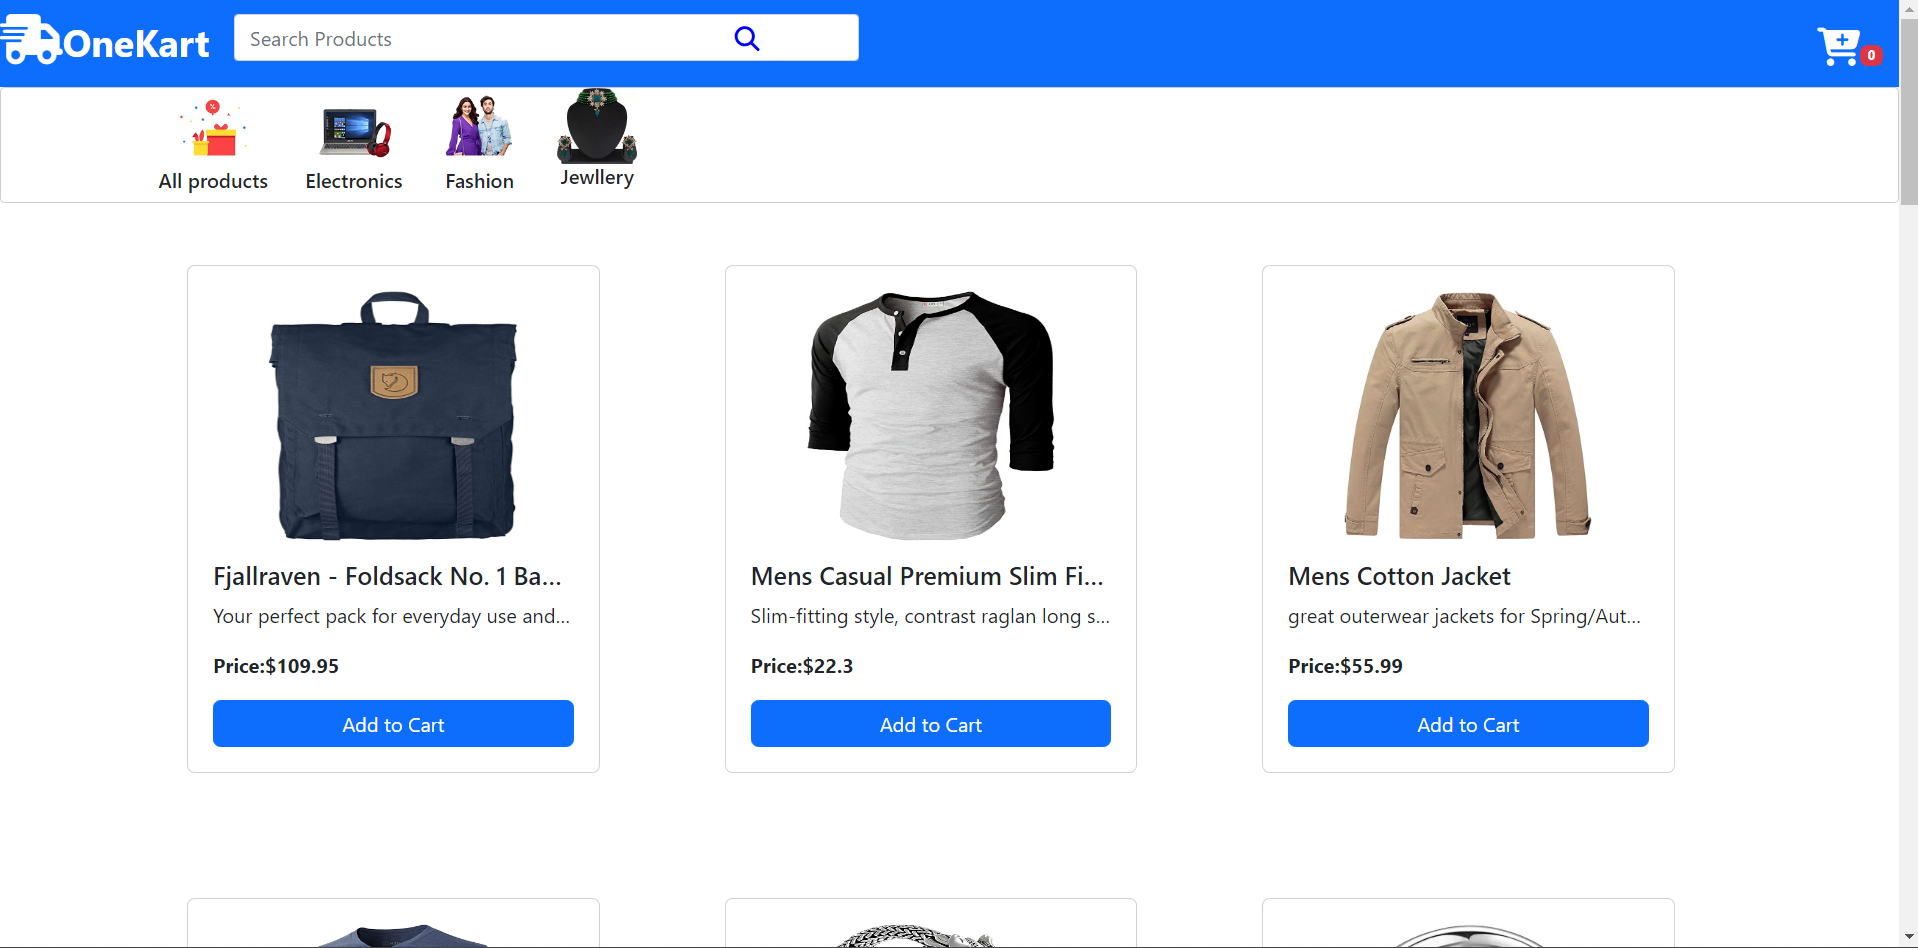 OneKart
Search Products
0
All products
Electronics
Fashion
Jewllery
Fjallraven - Foldsack No. 1 Ba...
Your perfect pack for everyday use and...
Price:$109.95
Add to Cart
Mens Casual Premium Slim Fi...
Slim-fitting style, contrast raglan long s...
Price:$22.3
Add to Cart
Mens Cotton Jacket
great outerwear jackets for Spring/Aut...
Price:$55.99
Add to Cart